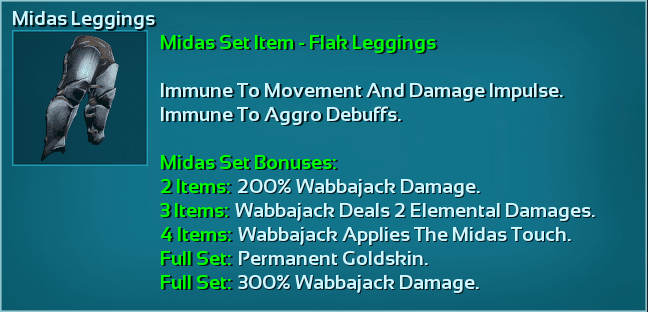 Midas Leggings
Midas Set Item - Flak Leggings
Immune To Movement And Damage Impulse.
Immune To Aggro Debuffs.
Midas Set Bonuses:
2 Items: 200% Wabbajack Damage.
3 Items: Wabbajack Deals 2 Elemental Damages.
4 Items: Wabbajack Applies The Midas Touch.
Full Set: Permanent Goldskin.
Full Set: 300% Wabbajack Damage.